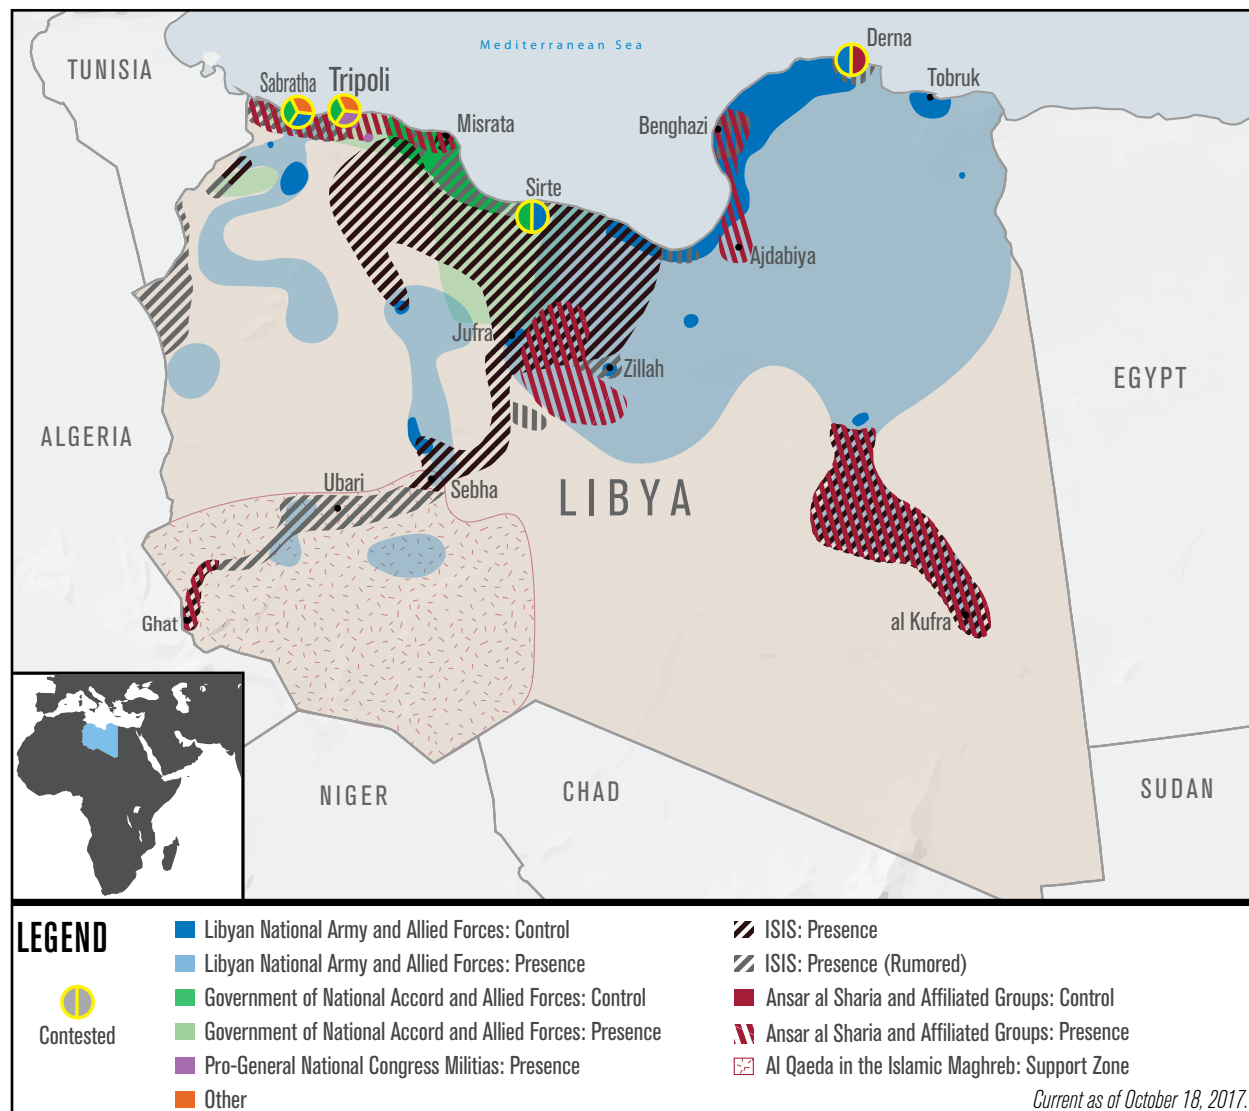 Mediterranean Sea
TUNISIA
Sabratha
Tripoli
Misrata
Derna
Tobruk
Benghazi
Sirte
Ajdabiya
Jufra
Zillah
EGYPT
ALGERIA
Ubari
Sebha
LIBYA
Ghat
al Kufra
NIGER
CHAD
SUDAN
LEGEND
Contested
Libyan National Army and Allied Forces: Control
Libyan National Army and Allied Forces: Presence
Government of National Accord and Allied Forces: Control
Government of National Accord and Allied Forces: Presence
Pro-General National Congress Militias: Presence
Other
ISIS: Presence
ISIS: Presence (Rumored)
Ansar al Sharia and Affiliated Groups: Control
Ansar al Sharia and Affiliated Groups: Presence
Al Qaeda in the Islamic Maghreb: Support Zone
Current as of October 18, 2017.